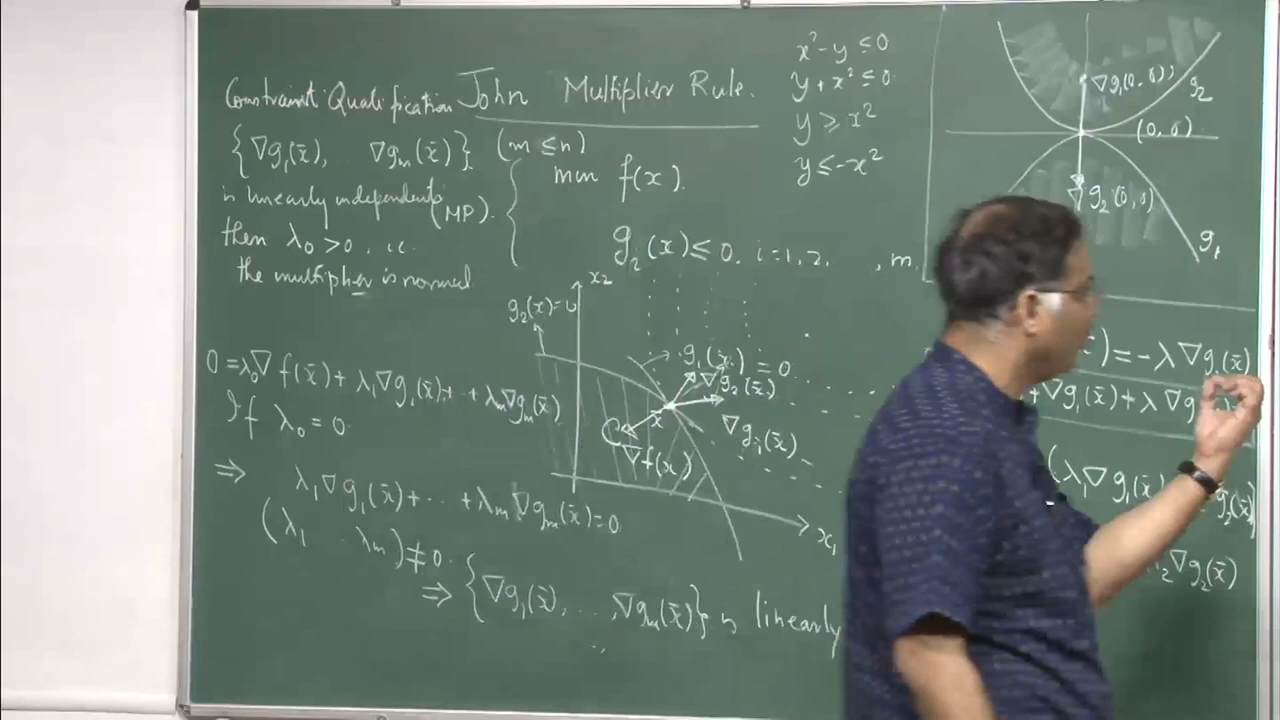 Constraint Qualification John Multiplier Rule.
{∇g₁(x̄), .. ∇gₘ(x̄)} (m ≤ n)
is linearly independent (MP).
then λ₀ > 0, i.e.
the multiplier is normal
min f(x).
gᵢ(x) ≤ 0, i = 1, 2, , m
x² - y ≤ 0
y + x² ≤ 0
y ⩾ x²
y ≤ -x²
∇g₁(0, 0)
g₂
(0, 0)
∇g₂(0, 0)
g₁
0 = λ₀∇f(x̄) + λ₁∇g₁(x̄) + .. + λₘ∇gₘ(x̄)
If λ₀ = 0
⇒ λ₁∇g₁(x̄) + ... + λₘ∇gₘ(x̄) = 0
(λ₁ .. λₘ) ≠ 0.
⇒ {∇g₁(x̄), ..., ∇gₘ(x̄)} is linearly
x₂
g₂(x) = 0
g₁(x) = 0
∇g₂(x̄)
x̄
∇g₁(x̄)
∇f(x̄)
C
x₁
) = -λ∇g₁(x̄)
+ ∇g₁(x̄) + λ∇g
(λ₁∇g₁(x̄)
g₂(x̄)
₂∇g₂(x̄)